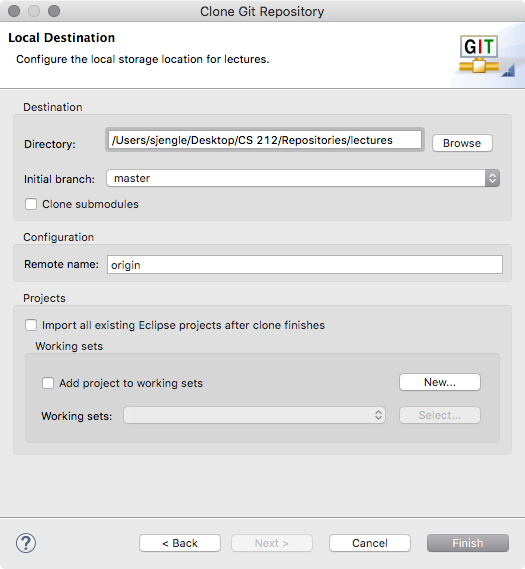 Clone Git Repository
Local Destination
Configure the local storage location for lectures.
GIT
Destination
Directory: /Users/sjengle/Desktop/CS 212/Repositories/lectures Browse
Initial branch: master
Clone submodules
Configuration
Remote name: origin
Projects
Import all existing Eclipse projects after clone finishes
Working sets
Add project to working sets New...
Working sets: Select...
? < Back Next > Cancel Finish